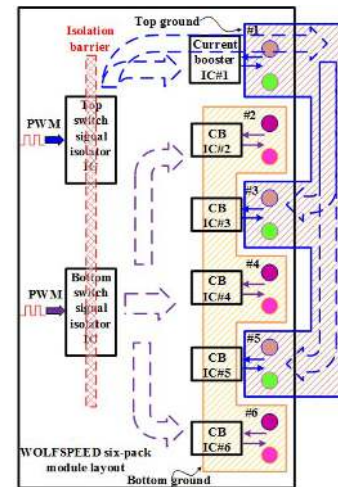 Top ground
#1
Isolation
barrier
Current
booster
IC#1
PWM
Top
switch
signal
isolator
IC
#2
CB
IC#2
#3
CB
IC#3
#4
CB
IC#4
PWM
Bottom
switch
signal
isolator
IC
#5
CB
IC#5
#6
CB
IC#6
WOLFSPEED six-pack
module layout
Bottom ground